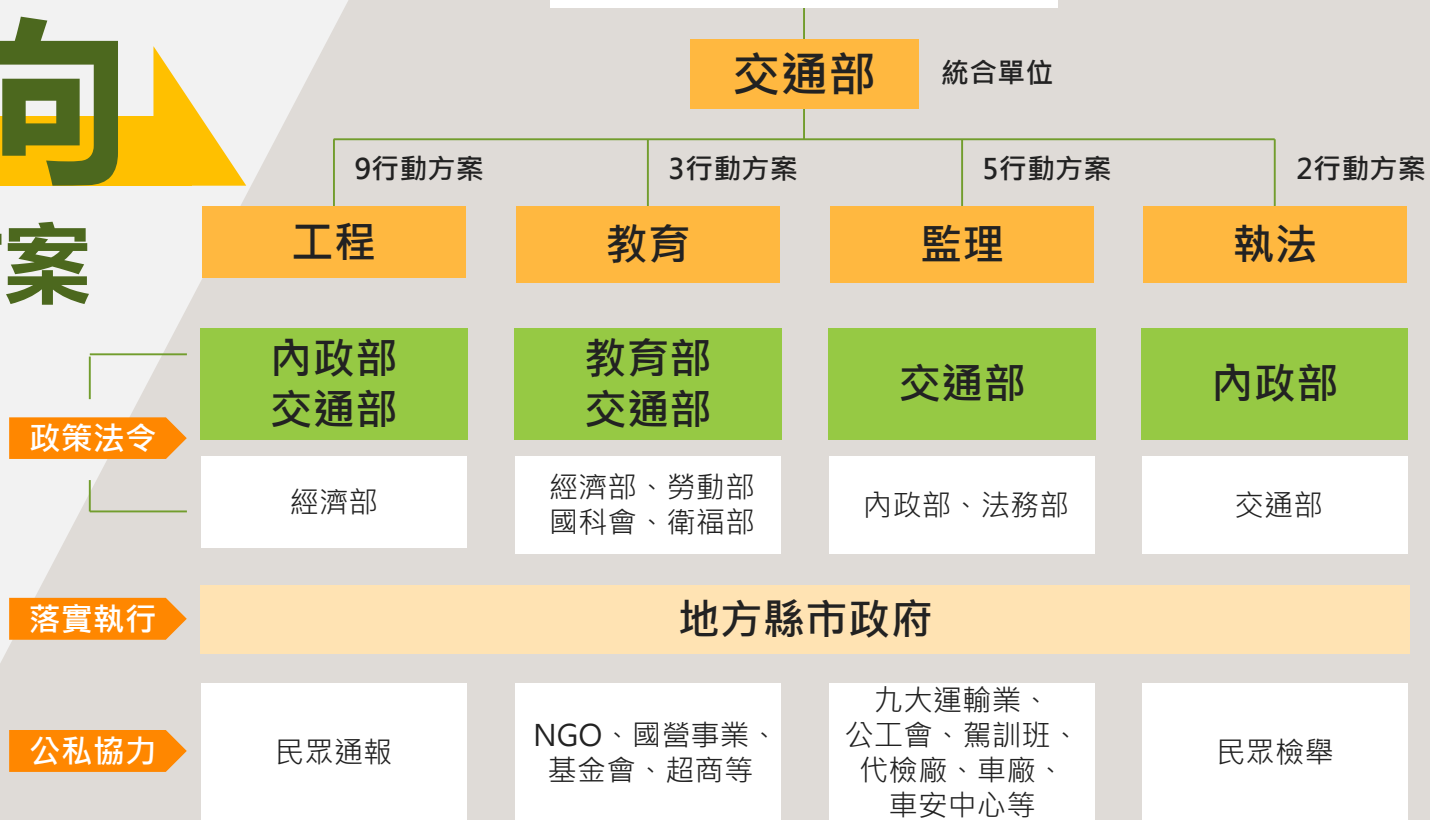 向
案
交通部
統合單位
9行動方案
3行動方案
5行動方案
2行動方案
工程
教育
監理
執法
政策法令
內政部
交通部
教育部
交通部
交通部
內政部
經濟部
經濟部、勞動部
國科會、衛福部
內政部、法務部
交通部
落實執行
地方縣市政府
公私協力
民眾通報
NGO、國營事業、
基金會、超商等
九大運輸業、
公工會、駕訓班、
代檢廠、車廠、
車安中心等
民眾檢舉